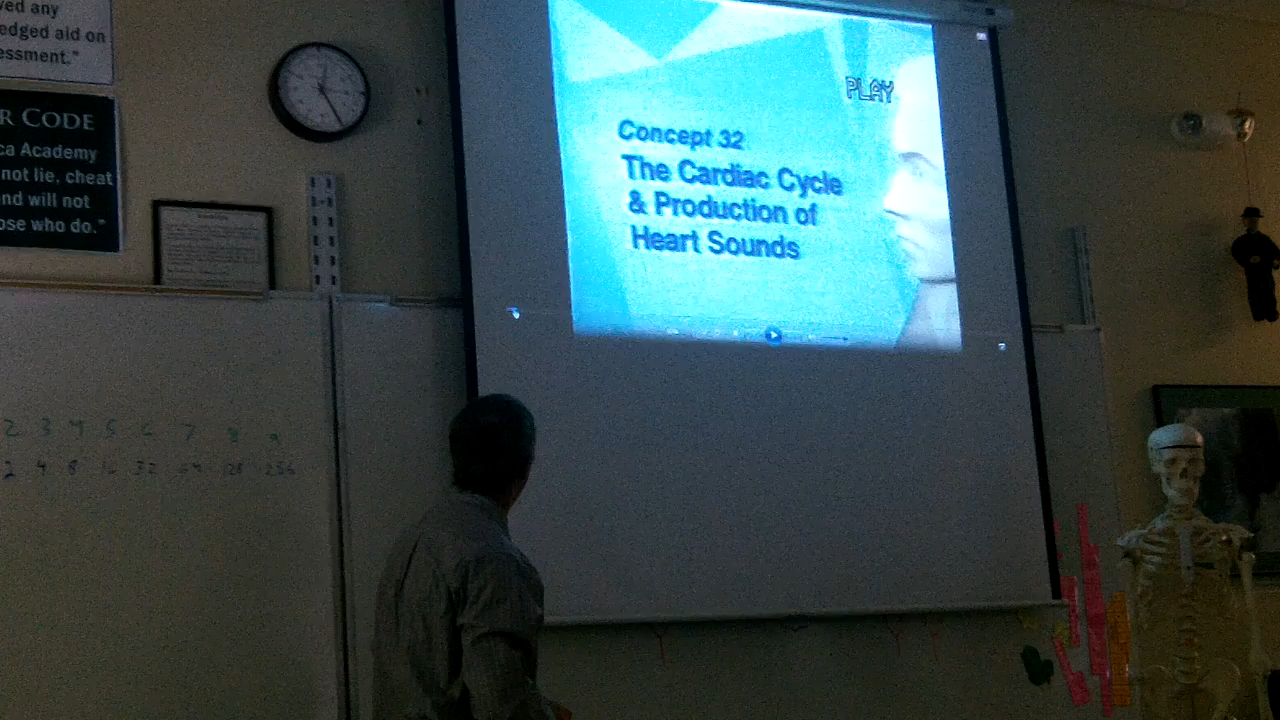 ved any
edged aid on
essment."
R CODE
ca Academy
not lie, cheat
nd will not
ose who do."
PLAY
Concept 32
The Cardiac Cycle
& Production of
Heart Sounds
2 3 4 5 6 7 8 9
2 4 8 16 32 64 128 256